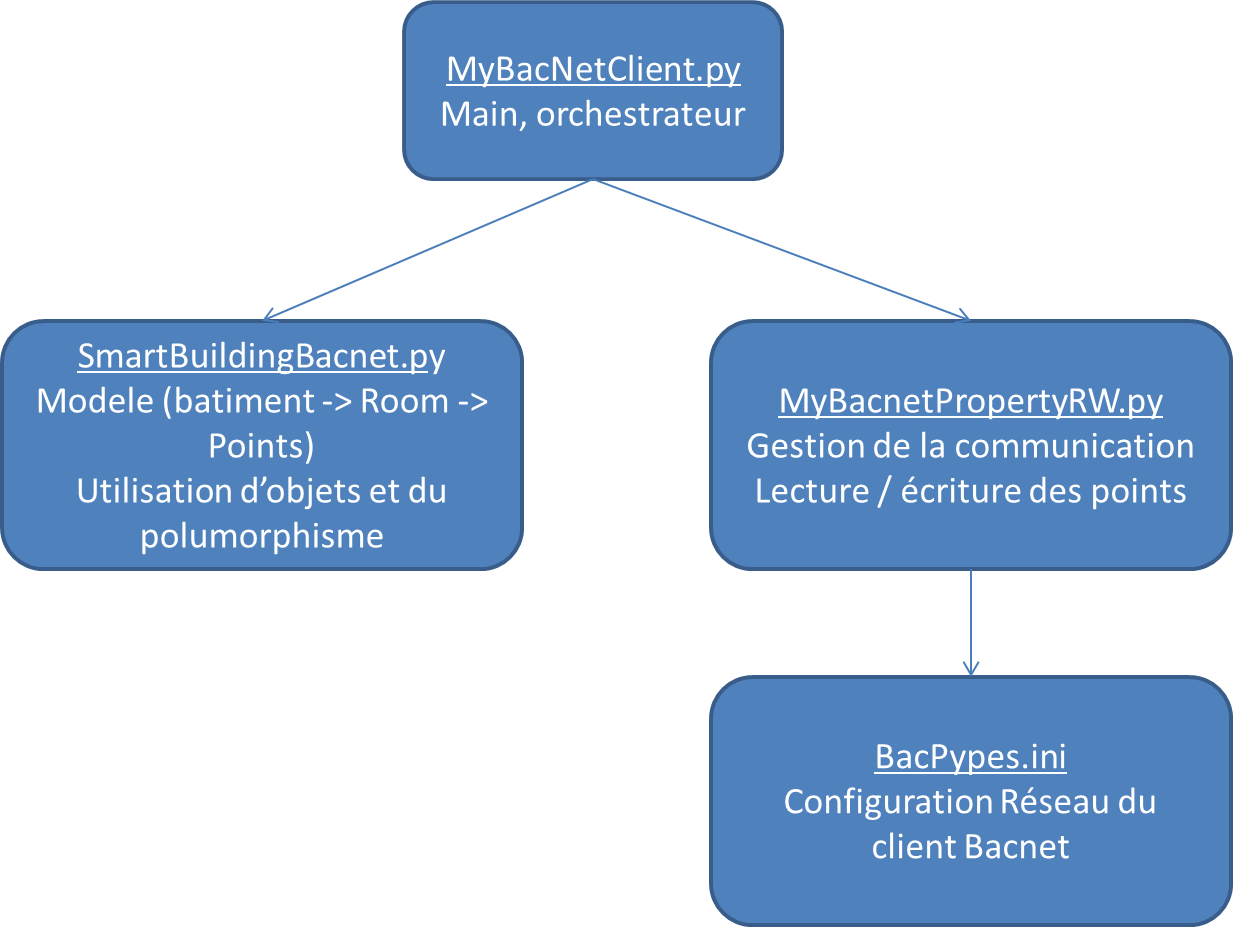 MyBacNetClient.py
Main, orchestrateur
SmartBuildingBacnet.py
Modele (batiment -> Room ->
Points)
Utilisation d’objets et du
polumorphisme
MyBacnetPropertyRW.py
Gestion de la communication
Lecture / écriture des points
BacPypes.ini
Configuration Réseau du
client Bacnet